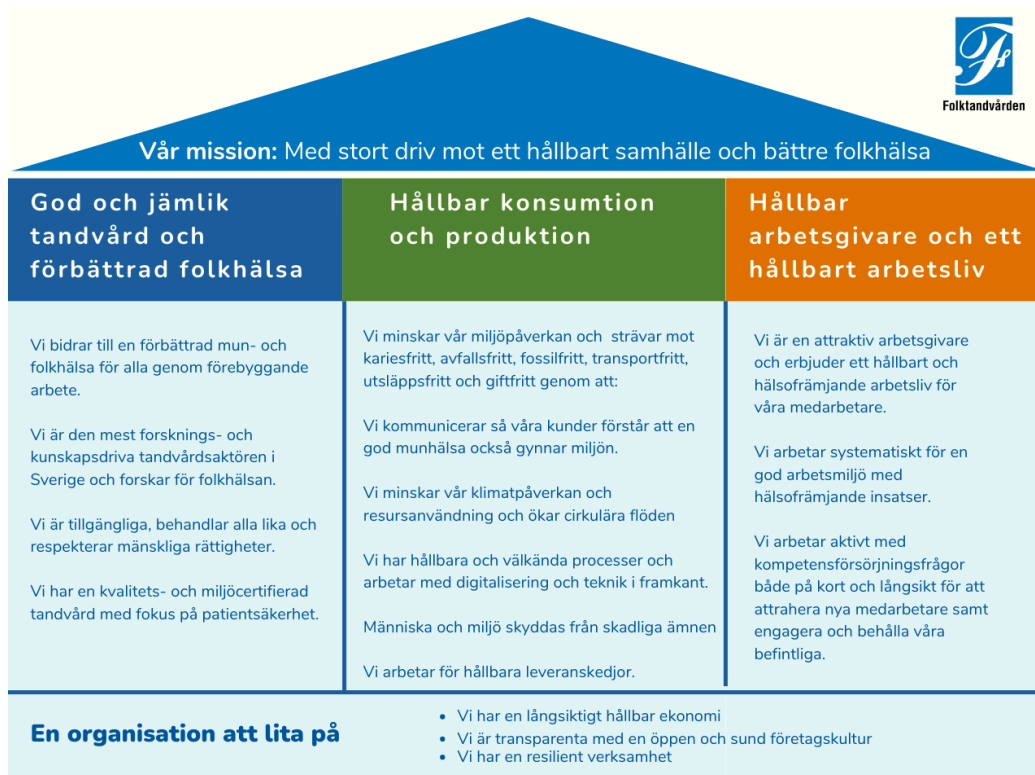 Folktandvården
Vår mission: Med stort driv mot ett hållbart samhälle och bättre folkhälsa
God och jämlik
tandvård och
förbättrad folkhälsa
Vi bidrar till en förbättrad mun- och
folkhälsa för alla genom förebyggande
arbete.
Vi är den mest forsknings- och
kunskapsdriva tandvårdsaktören i
Sverige och forskar för folkhälsan.
Vi är tillgängliga, behandlar alla lika och
respekterar mänskliga rättigheter.
Vi har en kvalitets- och miljöcertifierad
tandvård med fokus på patientsäkerhet.
Hållbar konsumtion
och produktion
Vi minskar vår miljöpåverkan och strävar mot
kariesfritt, avfallsfritt, fossilfritt, transportfritt,
utsläppsfritt och giftfritt genom att:
Vi kommunicerar så våra kunder förstår att en
god munhälsa också gynnar miljön.
Vi minskar vår klimatpåverkan och
resursanvändning och ökar cirkulära flöden
Vi har hållbara och välkända processer och
arbetar med digitalisering och teknik i framkant.
Människa och miljö skyddas från skadliga ämnen
Vi arbetar för hållbara leveranskedjor.
Hållbar
arbetsgivare och ett
hållbart arbetsliv
Vi är en attraktiv arbetsgivare
och erbjuder ett hållbart och
hälsofrämjande arbetsliv för
våra medarbetare.
Vi arbetar systematiskt för en
god arbetsmiljö med
hälsofrämjande insatser.
Vi arbetar aktivt med
kompetensförsörjningsfrågor
både på kort och långsikt för att
attrahera nya medarbetare samt
engagera och behålla våra
befintliga.
En organisation att lita på
• Vi har en långsiktigt hållbar ekonomi
• Vi är transparenta med en öppen och sund företagskultur
• Vi har en resilient verksamhet